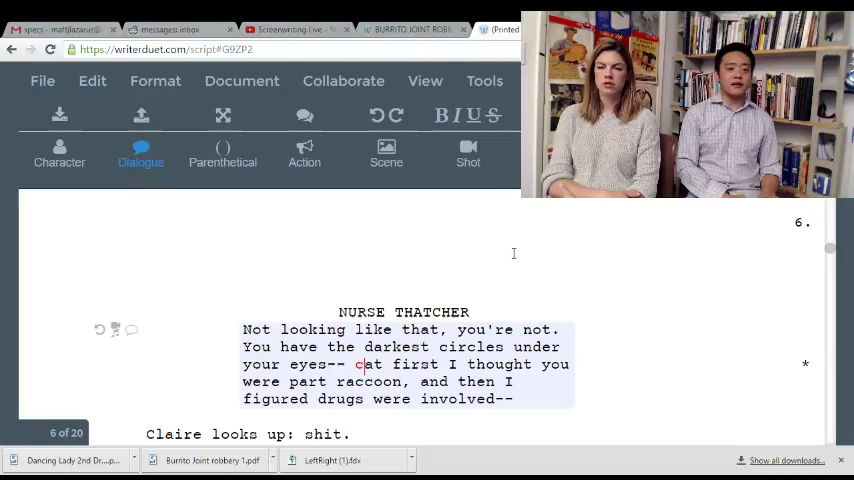 specs - mattjlazarus@gmail
messages: inbox
Screenwriting Live -
BURRITO JOINT ROB
(Printed
https://writerduet.com/script#G9ZP2
File Edit Format Document Collaborate View Tools
B I U S
Character Dialogue Parenthetical Action Scene Shot
6.
NURSE THATCHER
Not looking like that, you're not.
You have the darkest circles under
your eyes-- cat first I thought you
were part raccoon, and then I
figured drugs were involved--
*
Claire looks up: shit.
6 of 20
Dancing Lady 2nd Dr....p...
Burrito Joint robbery 1.pdf
LeftRight (1).fdx
Show all downloads...